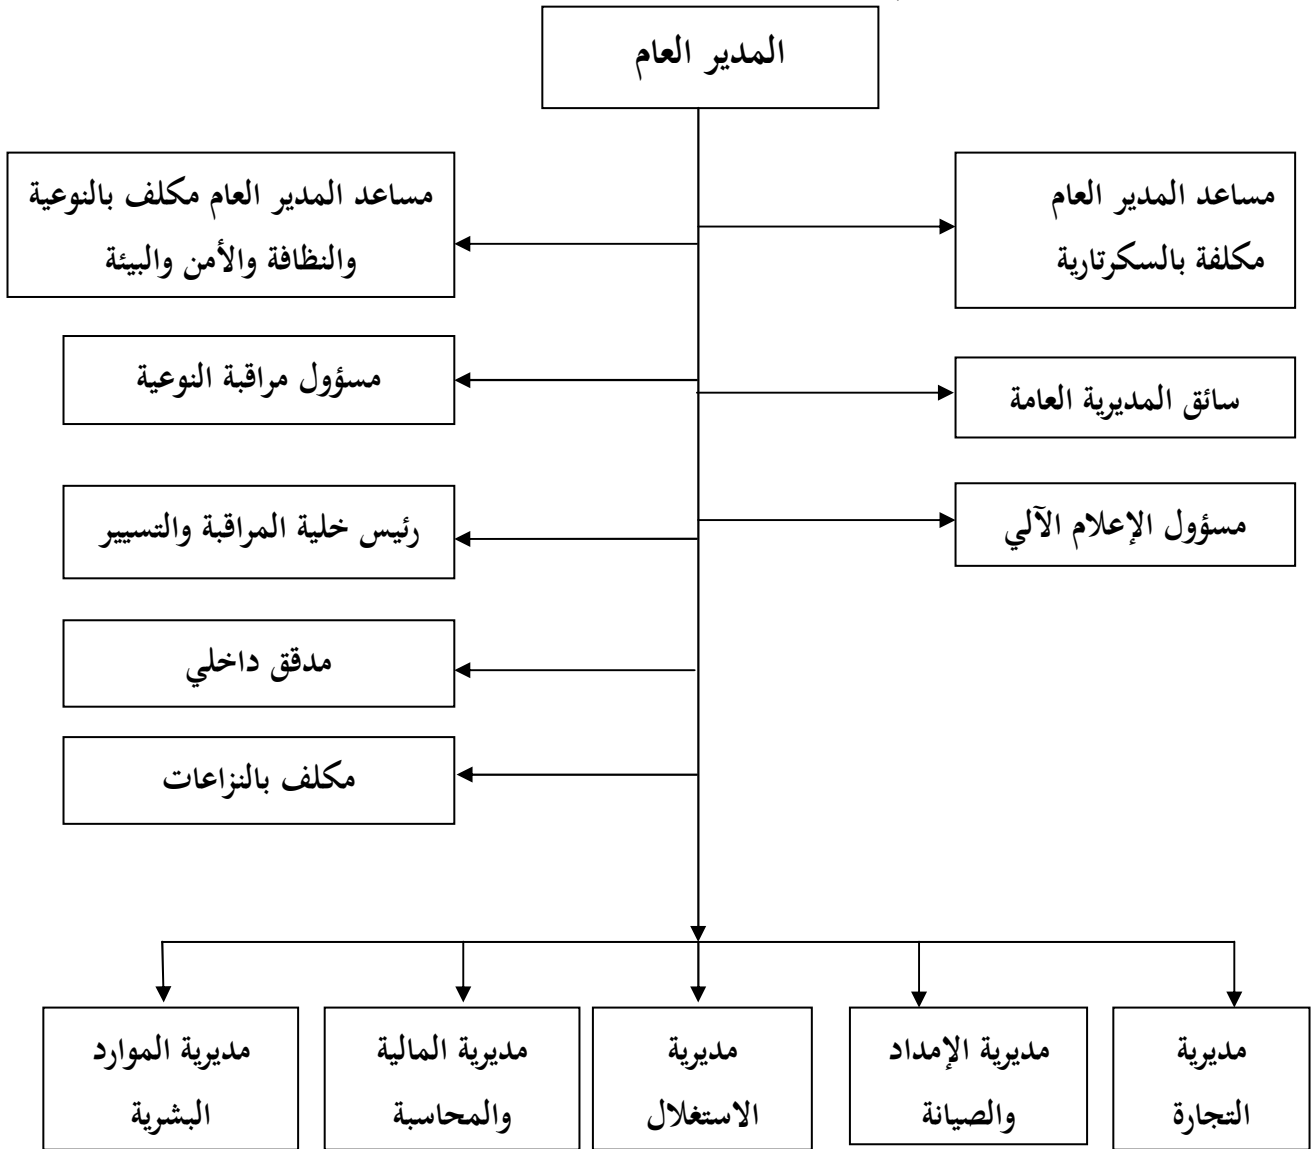 المدير العام
مساعد المدير العام
مكلفة بالسكرتارية
مساعد المدير العام مكلف بالنوعية
والنظافة والأمن والبيئة
سائق المديرية العامة
مسؤول مراقبة النوعية
مسؤول الإعلام الآلي
رئيس خلية المراقبة والتسيير
مدقق داخلي
مكلف بالنزاعات
مديرية
التجارة
مديرية الإمداد
والصيانة
مديرية
الاستغلال
مديرية المالية
والمحاسبة
مديرية الموارد
البشرية